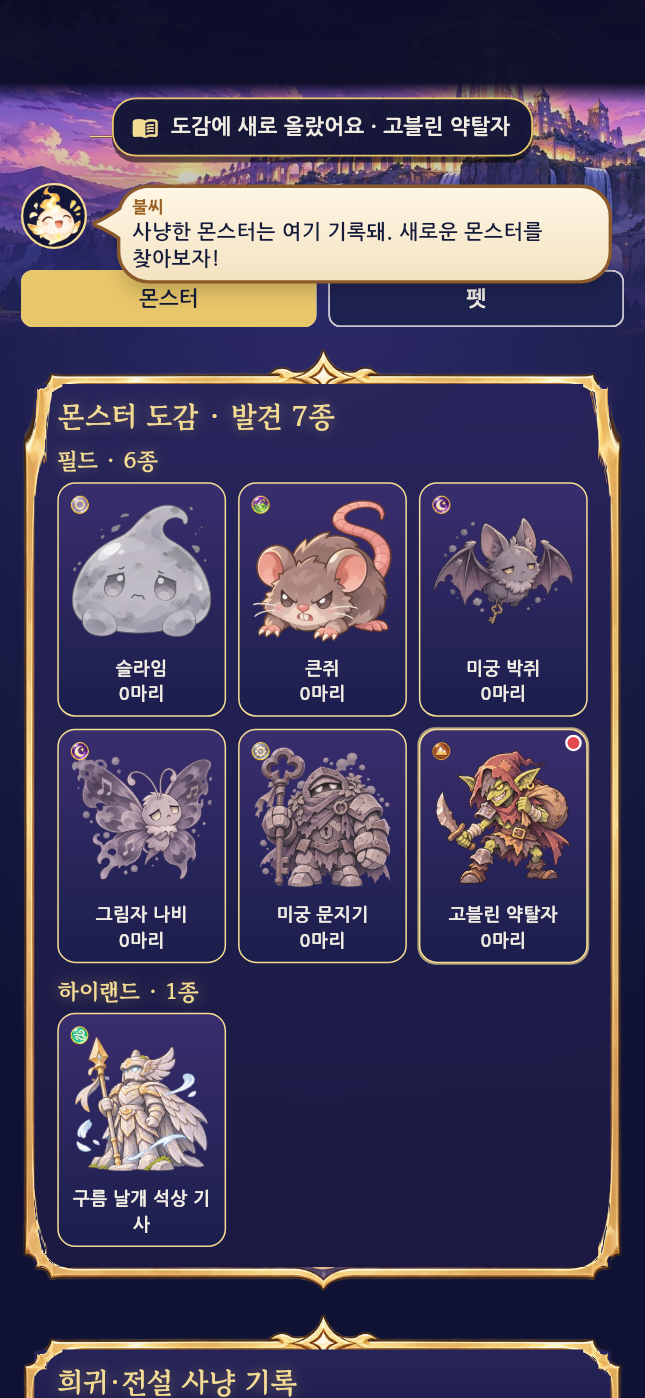 도감에 새로 올랐어요 · 고블린 약탈자
불씨
사냥한 몬스터는 여기 기록돼. 새로운 몬스터를
찾아보자!
몬스터
펫
몬스터 도감 · 발견 7종
필드 · 6종
슬라임
0마리
큰쥐
0마리
미궁 박쥐
0마리
그림자 나비
0마리
미궁 문지기
0마리
고블린 약탈자
0마리
하이랜드 · 1종
구름 날개 석상 기
사
희귀·전설 사냥 기록